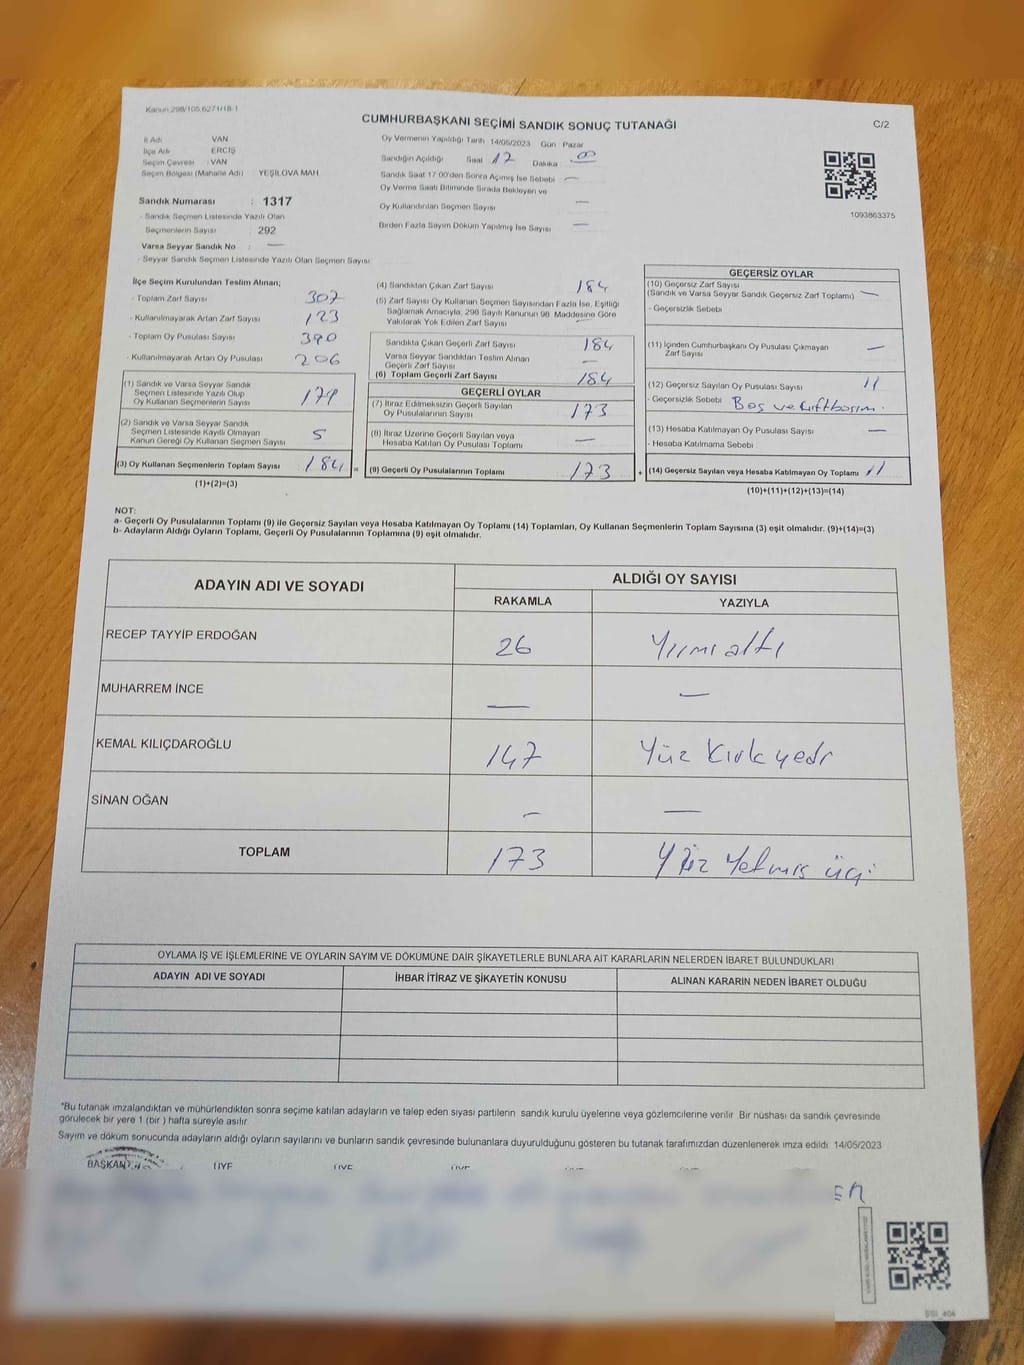 Kanun 298/105,6271/18-1
CUMHURBAŞKANI SEÇİMİ SANDIK SONUÇ TUTANAĞI
C/2
İl Adı : VAN
İlçe Adı : ERCİŞ
Seçim Çevresi : VAN
Seçim Bölgesi (Mahalle Adı) YEŞİLOVA MAH.
Sandık Numarası : 1317
- Sandık Seçmen Listesinde Yazılı Olan
Seçmenlerin Sayısı : 292
Varsa Seyyar Sandık No : —
- Seyyar Sandık Seçmen Listesinde Yazılı Olan Seçmen Sayısı:
Oy Vermenin Yapıldığı Tarih 14/05/2023 Gün Pazar
Sandığın Açıldığı Saat 17 Dakika
Sandık Saat 17:00'den Sonra Açılmış İse Sebebi —
Oy Verme Saati Bitiminde Sırada Bekleyen ve
Oy Kullandırılan Seçmen Sayısı —
Birden Fazla Sayım Döküm Yapılmış İse Sayısı —
1093863375
İlçe Seçim Kurulundan Teslim Alınan;
- Toplam Zarf Sayısı 307
- Kullanılmayarak Artan Zarf Sayısı 123
- Toplam Oy Pusulası Sayısı 390
- Kullanılmayarak Artan Oy Pusulası 206
(1) Sandık ve Varsa Seyyar Sandık
Seçmen Listesinde Yazılı Olup
Oy Kullanan Seçmenlerin Sayısı 179
(2) Sandık ve Varsa Seyyar Sandık
Seçmen Listesinde Kayıtlı Olmayan
Kanun Gereği Oy Kullanan Seçmen Sayısı 5
(3) Oy Kullanan Seçmenlerin Toplam Sayısı 184 =
(1)+(2)=(3)
(4) Sandıktan Çıkan Zarf Sayısı 184
(5) Zarf Sayısı Oy Kullanan Seçmen Sayısından Fazla İse, Eşitliği
Sağlamak Amacıyla, 298 Sayılı Kanunun 98. Maddesine Göre
Yakılarak Yok Edilen Zarf Sayısı
Sandıkta Çıkan Geçerli Zarf Sayısı 184
Varsa Seyyar Sandıktan Teslim Alınan
Geçerli Zarf Sayısı —
(6) Toplam Geçerli Zarf Sayısı 184
GEÇERLİ OYLAR
(7) İtiraz Edilmeksizin Geçerli Sayılan
Oy Pusulalarının Sayısı 173
(8) İtiraz Üzerine Geçerli Sayılan veya
Hesaba Katılan Oy Pusulası Toplamı —
(9) Geçerli Oy Pusulalarının Toplamı 173 +
GEÇERSİZ OYLAR
(10) Geçersiz Zarf Sayısı
(Sandık ve Varsa Seyyar Sandık Geçersiz Zarf Toplamı) —
- Geçersizlik Sebebi
(11) İçinden Cumhurbaşkanı Oy Pusulası Çıkmayan
Zarf Sayısı —
(12) Geçersiz Sayılan Oy Pusulası Sayısı 11
- Geçersizlik Sebebi Boş ve Çift basım.
(13) Hesaba Katılmayan Oy Pusulası Sayısı —
- Hesaba Katılmama Sebebi
(14) Geçersiz Sayılan veya Hesaba Katılmayan Oy Toplamı 11
(10)+(11)+(12)+(13)=(14)
NOT:
a- Geçerli Oy Pusulalarının Toplamı (9) ile Geçersiz Sayılan veya Hesaba Katılmayan Oy Toplamı (14) Toplamları, Oy Kullanan Seçmenlerin Toplam Sayısına (3) eşit olmalıdır. (9)+(14)=(3)
b- Adayların Aldığı Oyların Toplamı, Geçerli Oy Pusulalarının Toplamına (9) eşit olmalıdır.
ADAYIN ADI VE SOYADI
ALDIĞI OY SAYISI
RAKAMLA YAZIYLA
RECEP TAYYİP ERDOĞAN 26 Yirmi altı
MUHARREM İNCE — —
KEMAL KILIÇDAROĞLU 147 Yüz Kırk yedi
SİNAN OĞAN — —
TOPLAM 173 Yüz Yetmiş üç
OYLAMA İŞ VE İŞLEMLERİNE VE OYLARIN SAYIM VE DÖKÜMÜNE DAİR ŞİKAYETLERLE BUNLARA AİT KARARLARIN NELERDEN İBARET BULUNDUKLARI
ADAYIN ADI VE SOYADI İHBAR İTİRAZ VE ŞİKAYETİN KONUSU ALINAN KARARIN NEDEN İBARET OLDUĞU
*Bu tutanak imzalandıktan ve mühürlendikten sonra seçime katılan adayların ve talep eden siyasi partilerin sandık kurulu üyelerine veya gözlemcilerine verilir. Bir nüshası da sandık çevresinde
görülecek bir yere 1 (bir) hafta süreyle asılır.
Sayım ve döküm sonucunda adayların aldığı oyların sayılarını ve bunların sandık çevresinde bulunanlara duyurulduğunu gösteren bu tutanak tarafımızdan düzenlenerek imza edildi. 14/05/2023
BAŞKAN ÜYE ÜYE ÜYE